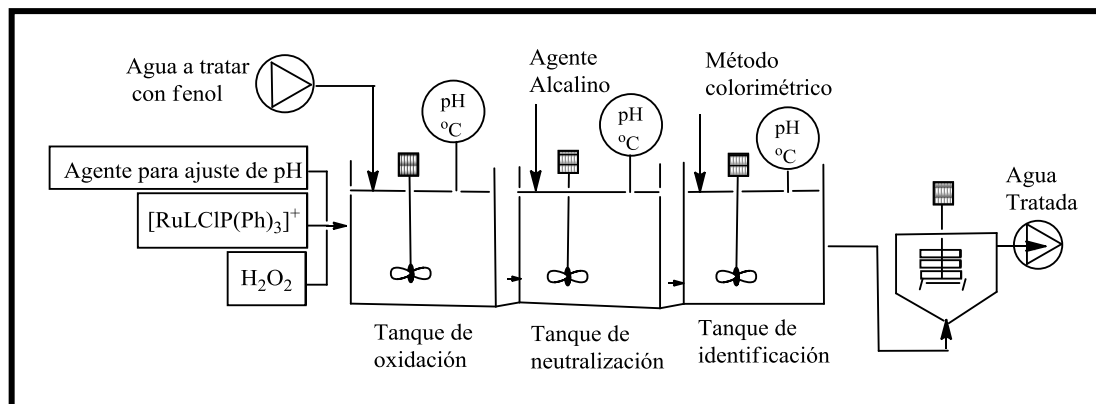 Agua a tratar
con fenol
Agente para ajuste de pH
[RuLClP(Ph)₃]⁺
H₂O₂
pH
ºC
Agente
Alcalino
pH
ºC
Método
colorimétrico
pH
ºC
Agua
Tratada
Tanque de
oxidación
Tanque de
neutralización
Tanque de
identificación